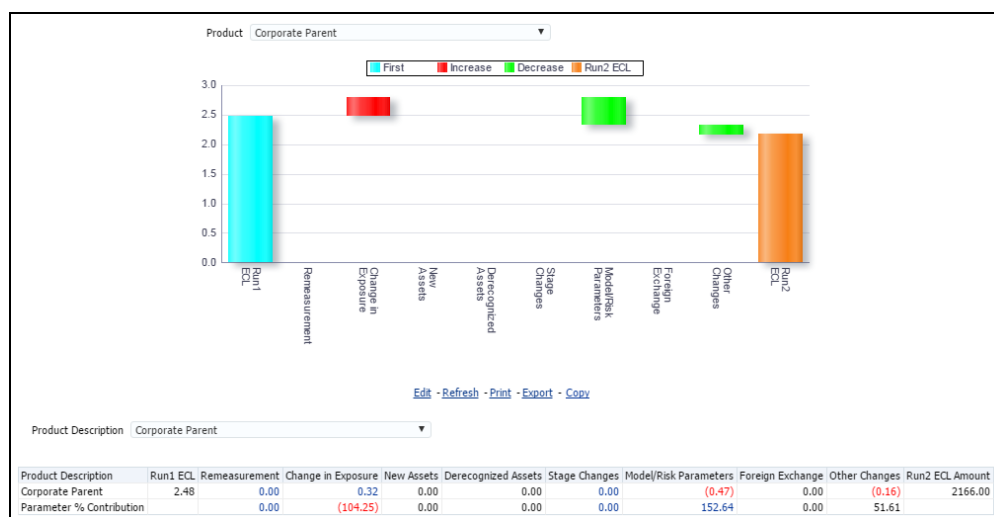 Product Corporate Parent
First Increase Decrease Run2 ECL
3.0
2.5
2.0
1.5
1.0
0.5
0.0
Run1 ECL
Remeasurement
Change in Exposure
New Assets
Derecognized Assets
Stage Changes
Model/Risk Parameters
Foreign Exchange
Other Changes
Run2 ECL
Edit - Refresh - Print - Export - Copy
Product Description Corporate Parent
Product Description Run1 ECL Remeasurement Change in Exposure New Assets Derecognized Assets Stage Changes Model/Risk Parameters Foreign Exchange Other Changes Run2 ECL Amount
Corporate Parent 2.48 0.00 0.32 0.00 0.00 0.00 (0.47) 0.00 (0.16) 2166.00
Parameter % Contribution 0.00 (104.25) 0.00 0.00 0.00 152.64 0.00 51.61